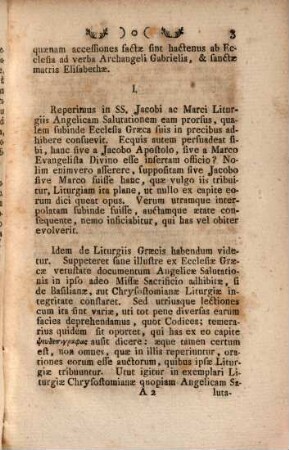 3
quænam accessiones factæ sint hactenus ab Ec-
clesia ad verba Archangeli Gabrielis, & sanctæ
matris Elisabethæ.
I.
Reperimus in SS. Jacobi ac Marci Litur-
giis Angelicam Salutationem eam prorsus, qua-
lem subinde Ecclesia Græca suis in precibus ad-
hibere consuevit. Ecquis autem persuadeat si-
bi, hanc sive a Jacobo Apostolo, sive a Marco
Evangelista Divino esse insertam officio? No-
lim enimvero asserere, suppositam sive Jacobo
sive Marco fuisse hanc, quæ vulgo iis tribui-
tur, Liturgiam ita plane, ut nullo ex capite eo-
rum dici queat opus. Verum utramque inter-
polatam subinde fuisse, auctamque ætate con-
sequente, nemo inficiabitur, qui has vel obiter
evolverit.
Idem de Liturgiis Græcis habendum vide-
tur. Suppeteret sane illustre ex Ecclesiæ Græ-
cæ vetustate documentum Angelicæ Salutatio-
nis in ipso adeo Missæ Sacrificio adhibitæ, si
de Basilianæ, aut Chrysostomianæ Liturgiæ in-
tegritate constaret. Sed utriusque lectiones
cum ita sint variæ, uti tot pene diversas earum
facies deprehendamus, quot Codices; temera-
rius quidem sit oportet, qui has ex eo capite
ausit dicere: æque tamen certum
est, non omnes, quæ in illa reperiuntur, ora-
tiones eorum esse auctorum, quibus ipsæ Litur-
giæ tribuuntur. Ut igitur in exemplari Li-
turgiæ Chrysostomianæ quopiam Angelicam Sa-
A 2 luta-